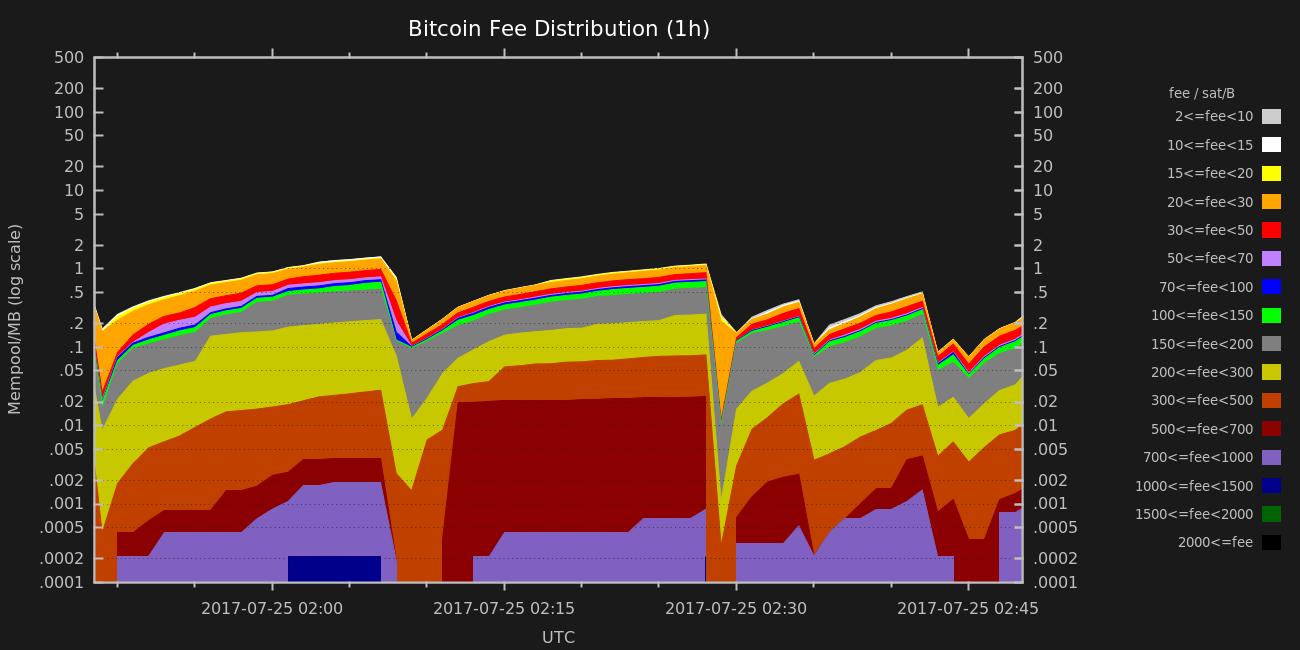 Bitcoin Fee Distribution (1h)
Mempool/MB (log scale)
500
200
100
50
20
10
5
2
1
.5
.2
.1
.05
.02
.01
.005
.002
.001
.0005
.0002
.0001
500
200
100
50
20
10
5
2
1
.5
.2
.1
.05
.02
.01
.005
.002
.001
.0005
.0002
.0001
2017-07-25 02:00
2017-07-25 02:15
2017-07-25 02:30
2017-07-25 02:45
UTC
fee / sat/B
2<=fee<10
10<=fee<15
15<=fee<20
20<=fee<30
30<=fee<50
50<=fee<70
70<=fee<100
100<=fee<150
150<=fee<200
200<=fee<300
300<=fee<500
500<=fee<700
700<=fee<1000
1000<=fee<1500
1500<=fee<2000
2000<=fee